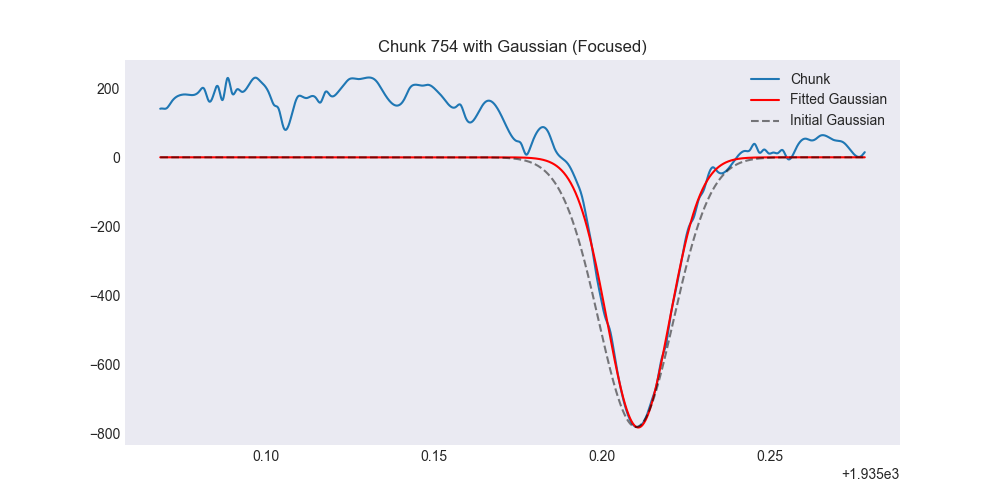 Chunk 754 with Gaussian (Focused)
Chunk
Fitted Gaussian
Initial Gaussian
200
0
−200
−400
−600
−800
0.10
0.15
0.20
0.25
+1.935e3